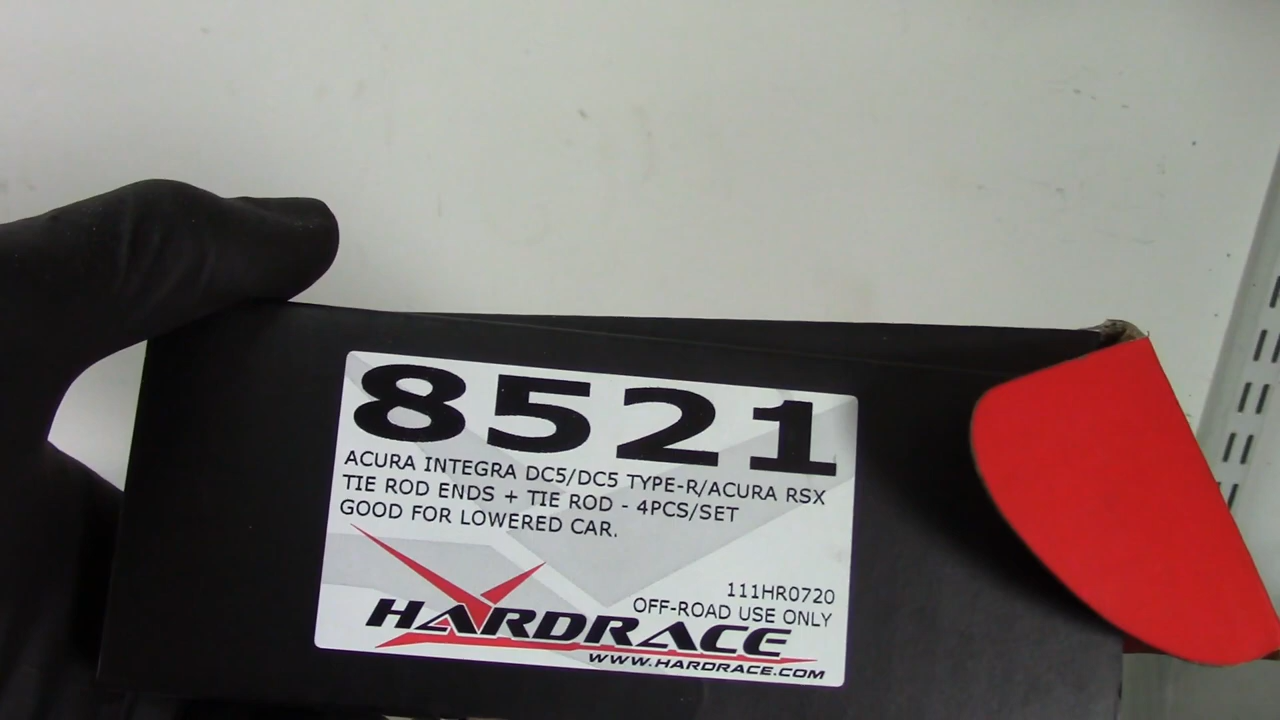 8521
ACURA INTEGRA DC5/DC5 TYPE-R/ACURA RSX
TIE ROD ENDS + TIE ROD - 4PCS/SET
GOOD FOR LOWERED CAR.
111HR0720
OFF-ROAD USE ONLY
HARDRACE
WWW.HARDRACE.COM